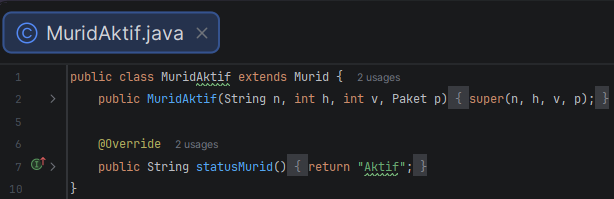 MuridAktif.java
1 public class MuridAktif extends Murid { 2 usages
2 public MuridAktif(String n, int h, int v, Paket p) { super(n, h, v, p); }
5
6 @Override 2 usages
7 public String statusMurid() { return "Aktif"; }
10 }